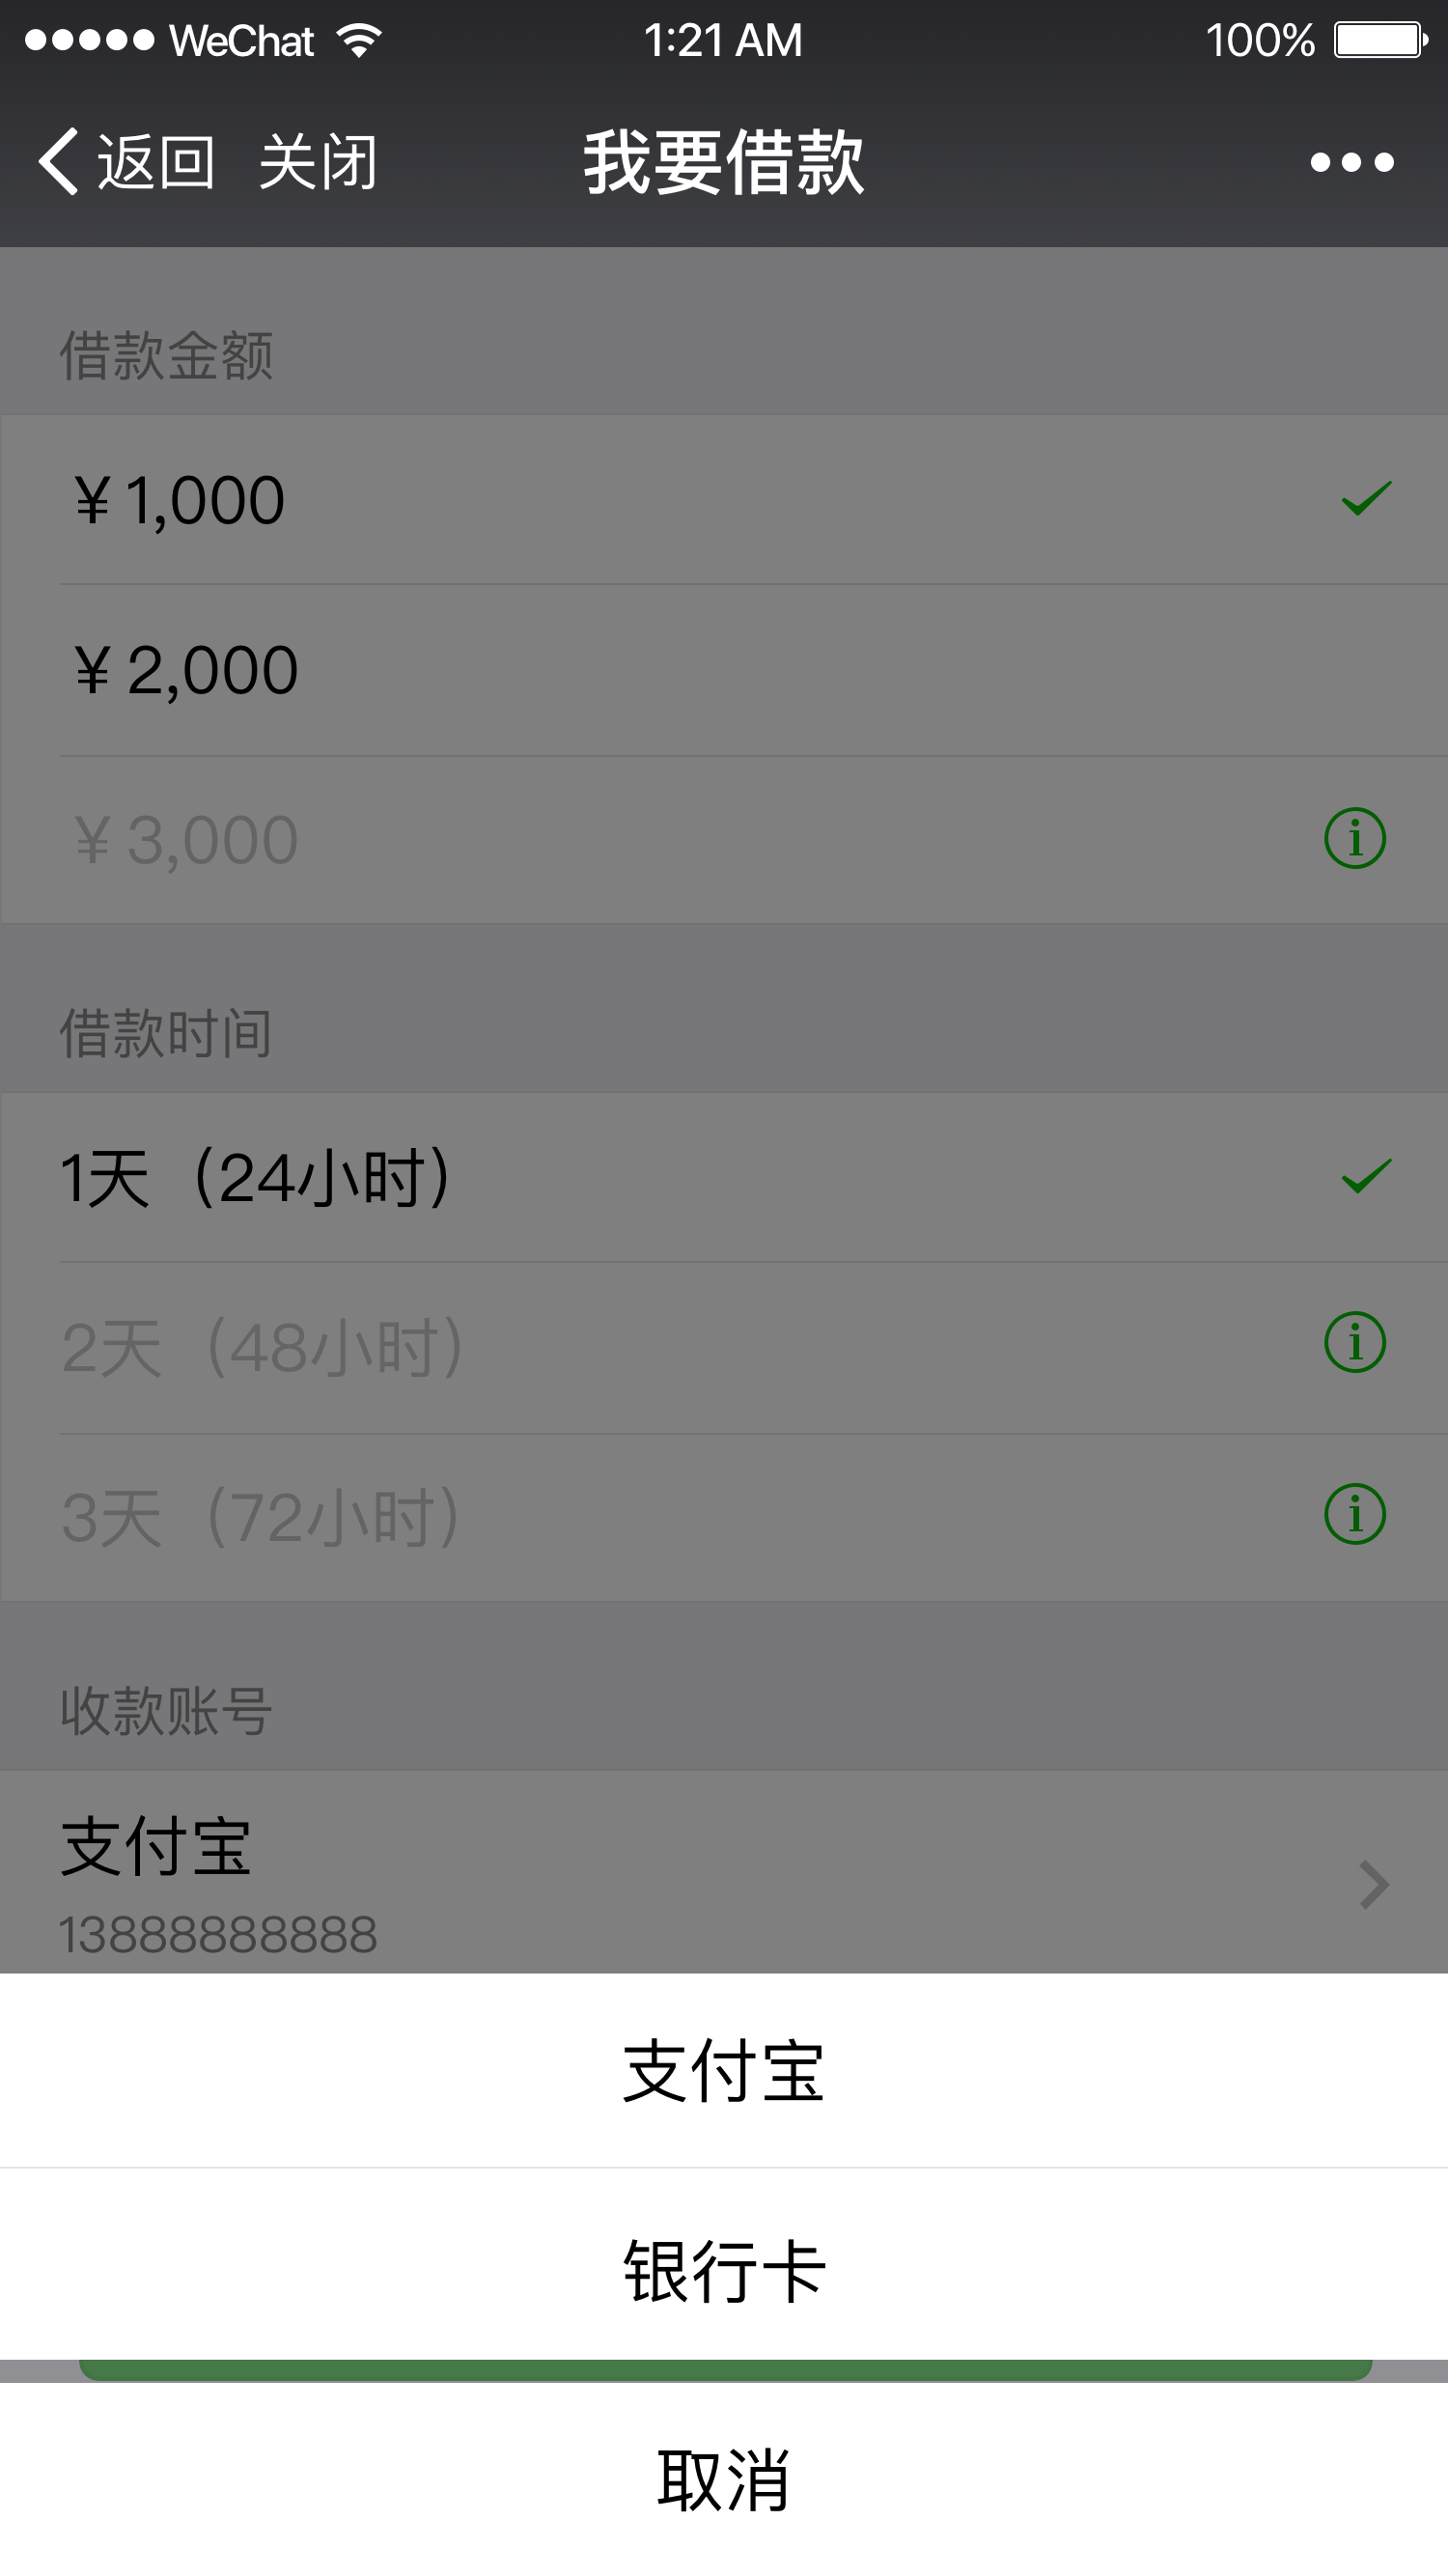 WeChat 1:21 AM 100%
返回 关闭 我要借款
借款金额
¥ 1,000
¥ 2,000
¥ 3,000
借款时间
1天（24小时）
2天（48小时）
3天（72小时）
收款账号
支付宝
13888888888
支付宝
银行卡
取消